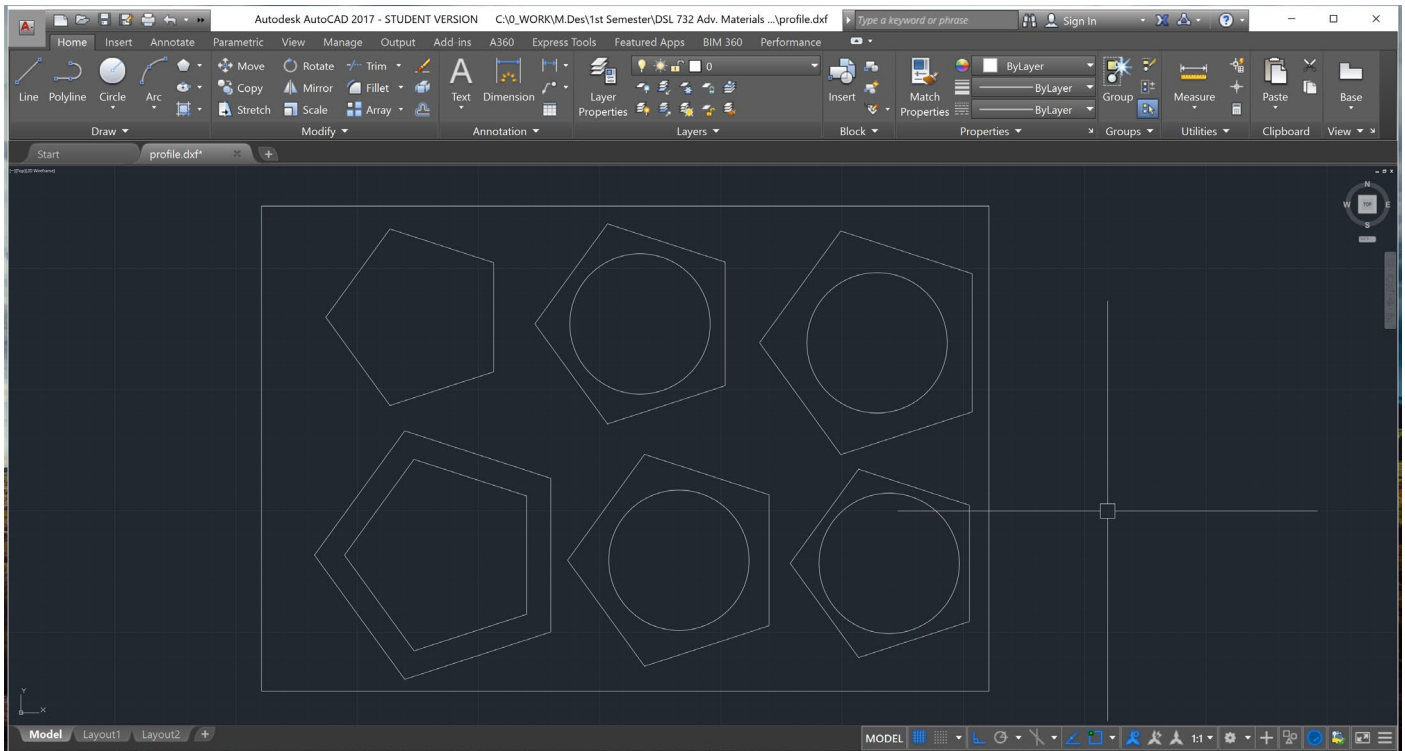 Autodesk AutoCAD 2017 - STUDENT VERSION C:\0_WORK\M.Des\1st Semester\DSL 732 Adv. Materials ...\profile.dxf Type a keyword or phrase Sign In
Home Insert Annotate Parametric View Manage Output Add-ins A360 Express Tools Featured Apps BIM 360 Performance
Move Rotate Trim 0 ByLayer
Copy Mirror Fillet ByLayer
Line Polyline Circle Arc Text Dimension Layer Properties Insert Match Properties Group Measure Paste Base
Stretch Scale Array ByLayer
Draw Modify Annotation Layers Block Properties Groups Utilities Clipboard View
Start profile.dxf*
[-][Top][2D Wireframe]
N
W TOP E
S
Y
X
Model Layout1 Layout2 MODEL 1:1